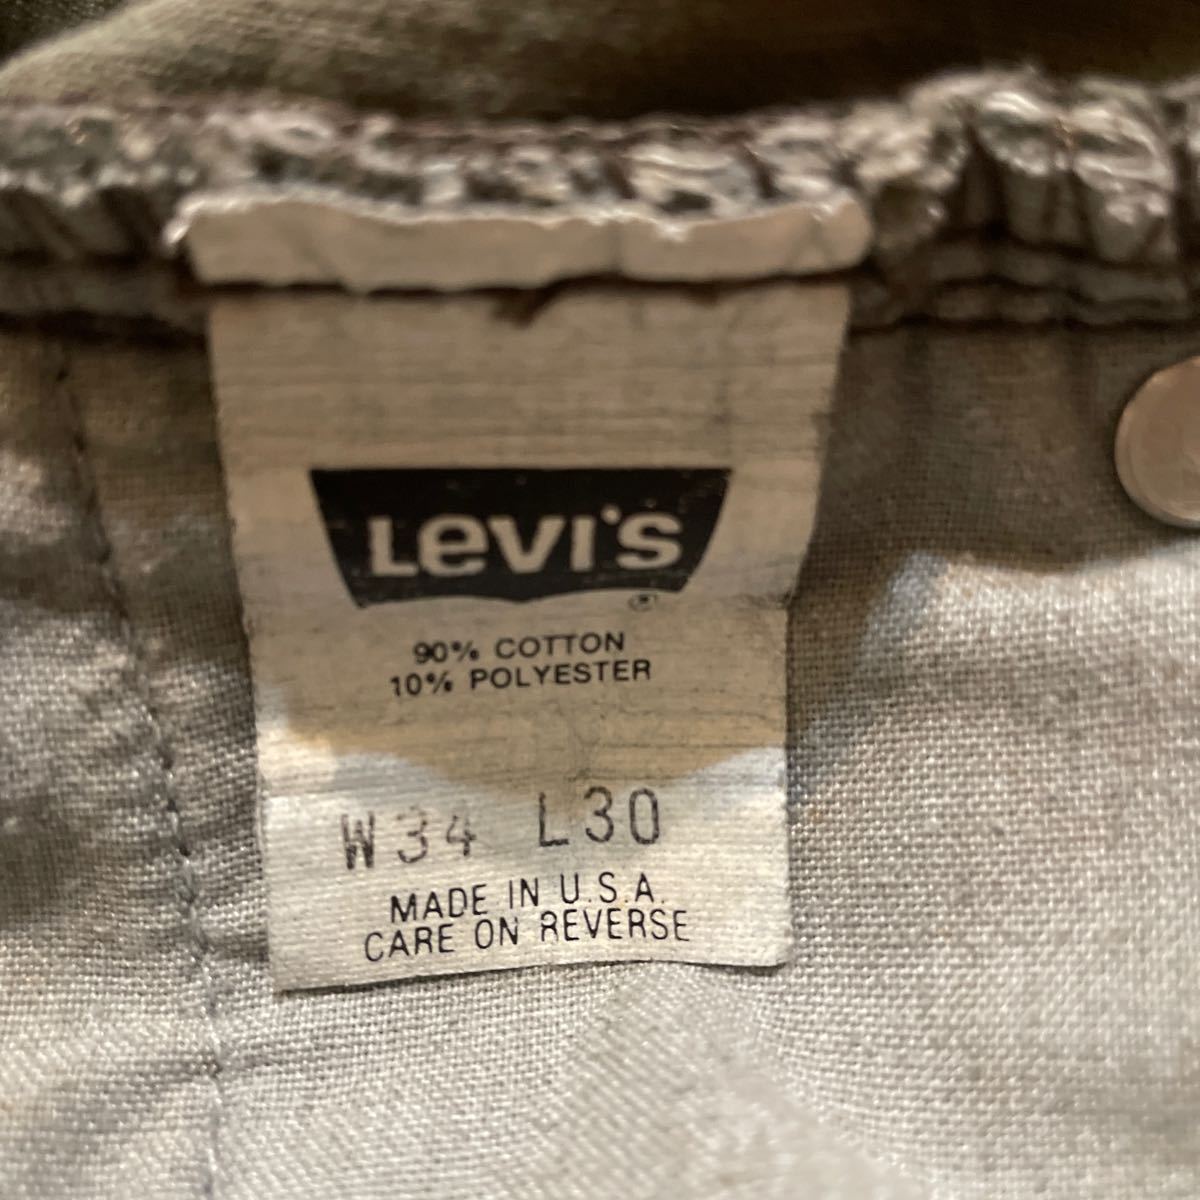 Levi's
®
90% COTTON
10% POLYESTER
W34 L30
MADE IN U.S.A.
CARE ON REVERSE